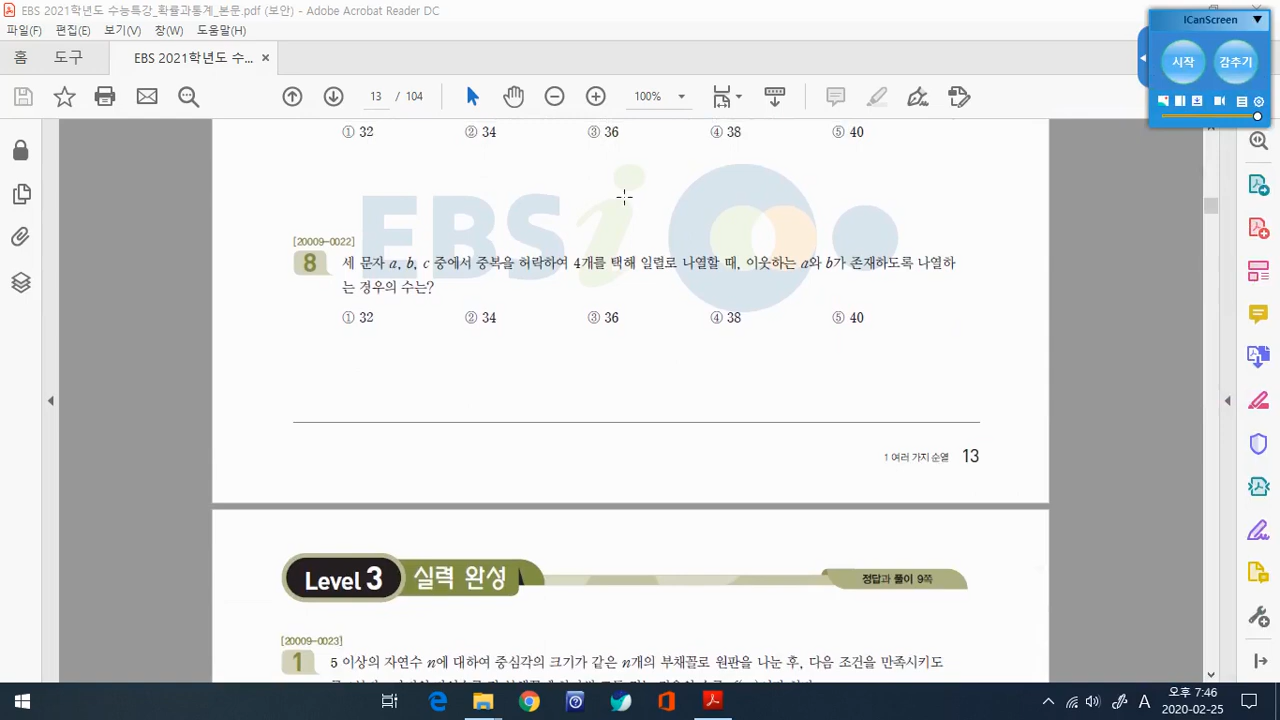 EBS 2021학년도 수능특강_확률과통계_본문.pdf (보안) - Adobe Acrobat Reader DC
ICanScreen
파일(F) 편집(E) 보기(V) 창(W) 도움말(H)
시작 감추기
홈 도구 EBS 2021학년도 수... ×
13 / 104 100%
① 32 ② 34 ③ 36 ④ 38 ⑤ 40
EBSi
[20009-0022]
8 세 문자 a, b, c 중에서 중복을 허락하여 4개를 택해 일렬로 나열할 때, 이웃하는 a와 b가 존재하도록 나열하
는 경우의 수는?
① 32 ② 34 ③ 36 ④ 38 ⑤ 40
1 여러 가지 순열 13
Level 3 실력 완성 정답과 풀이 9쪽
[20009-0023]
1 5 이상의 자연수 n에 대하여 중심각의 크기가 같은 n개의 부채꼴로 원판을 나눈 후, 다음 조건을 만족시키도
A 오후 7:46
2020-02-25